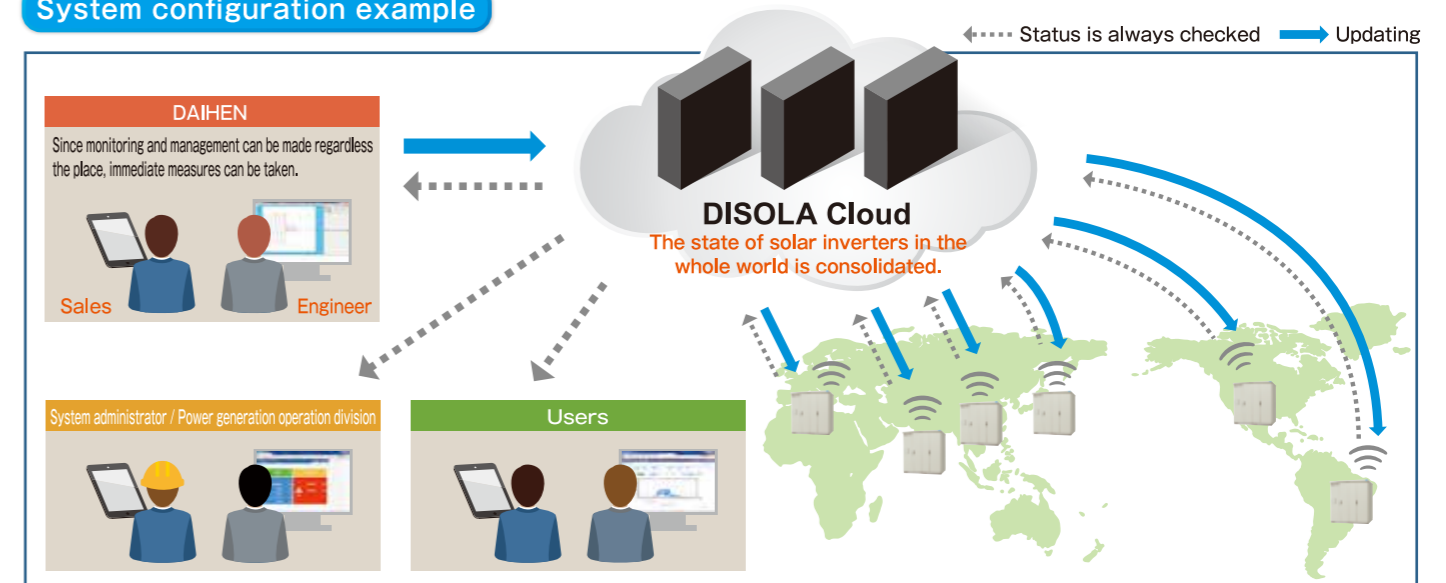 System configuration example
Status is always checked
Updating
DAIHEN
Since monitoring and management can be made regardless
the place, immediate measures can be taken.
Sales
Engineer
DISOLA Cloud
The state of solar inverters in the
whole world is consolidated.
System administrator / Power generation operation division
Users